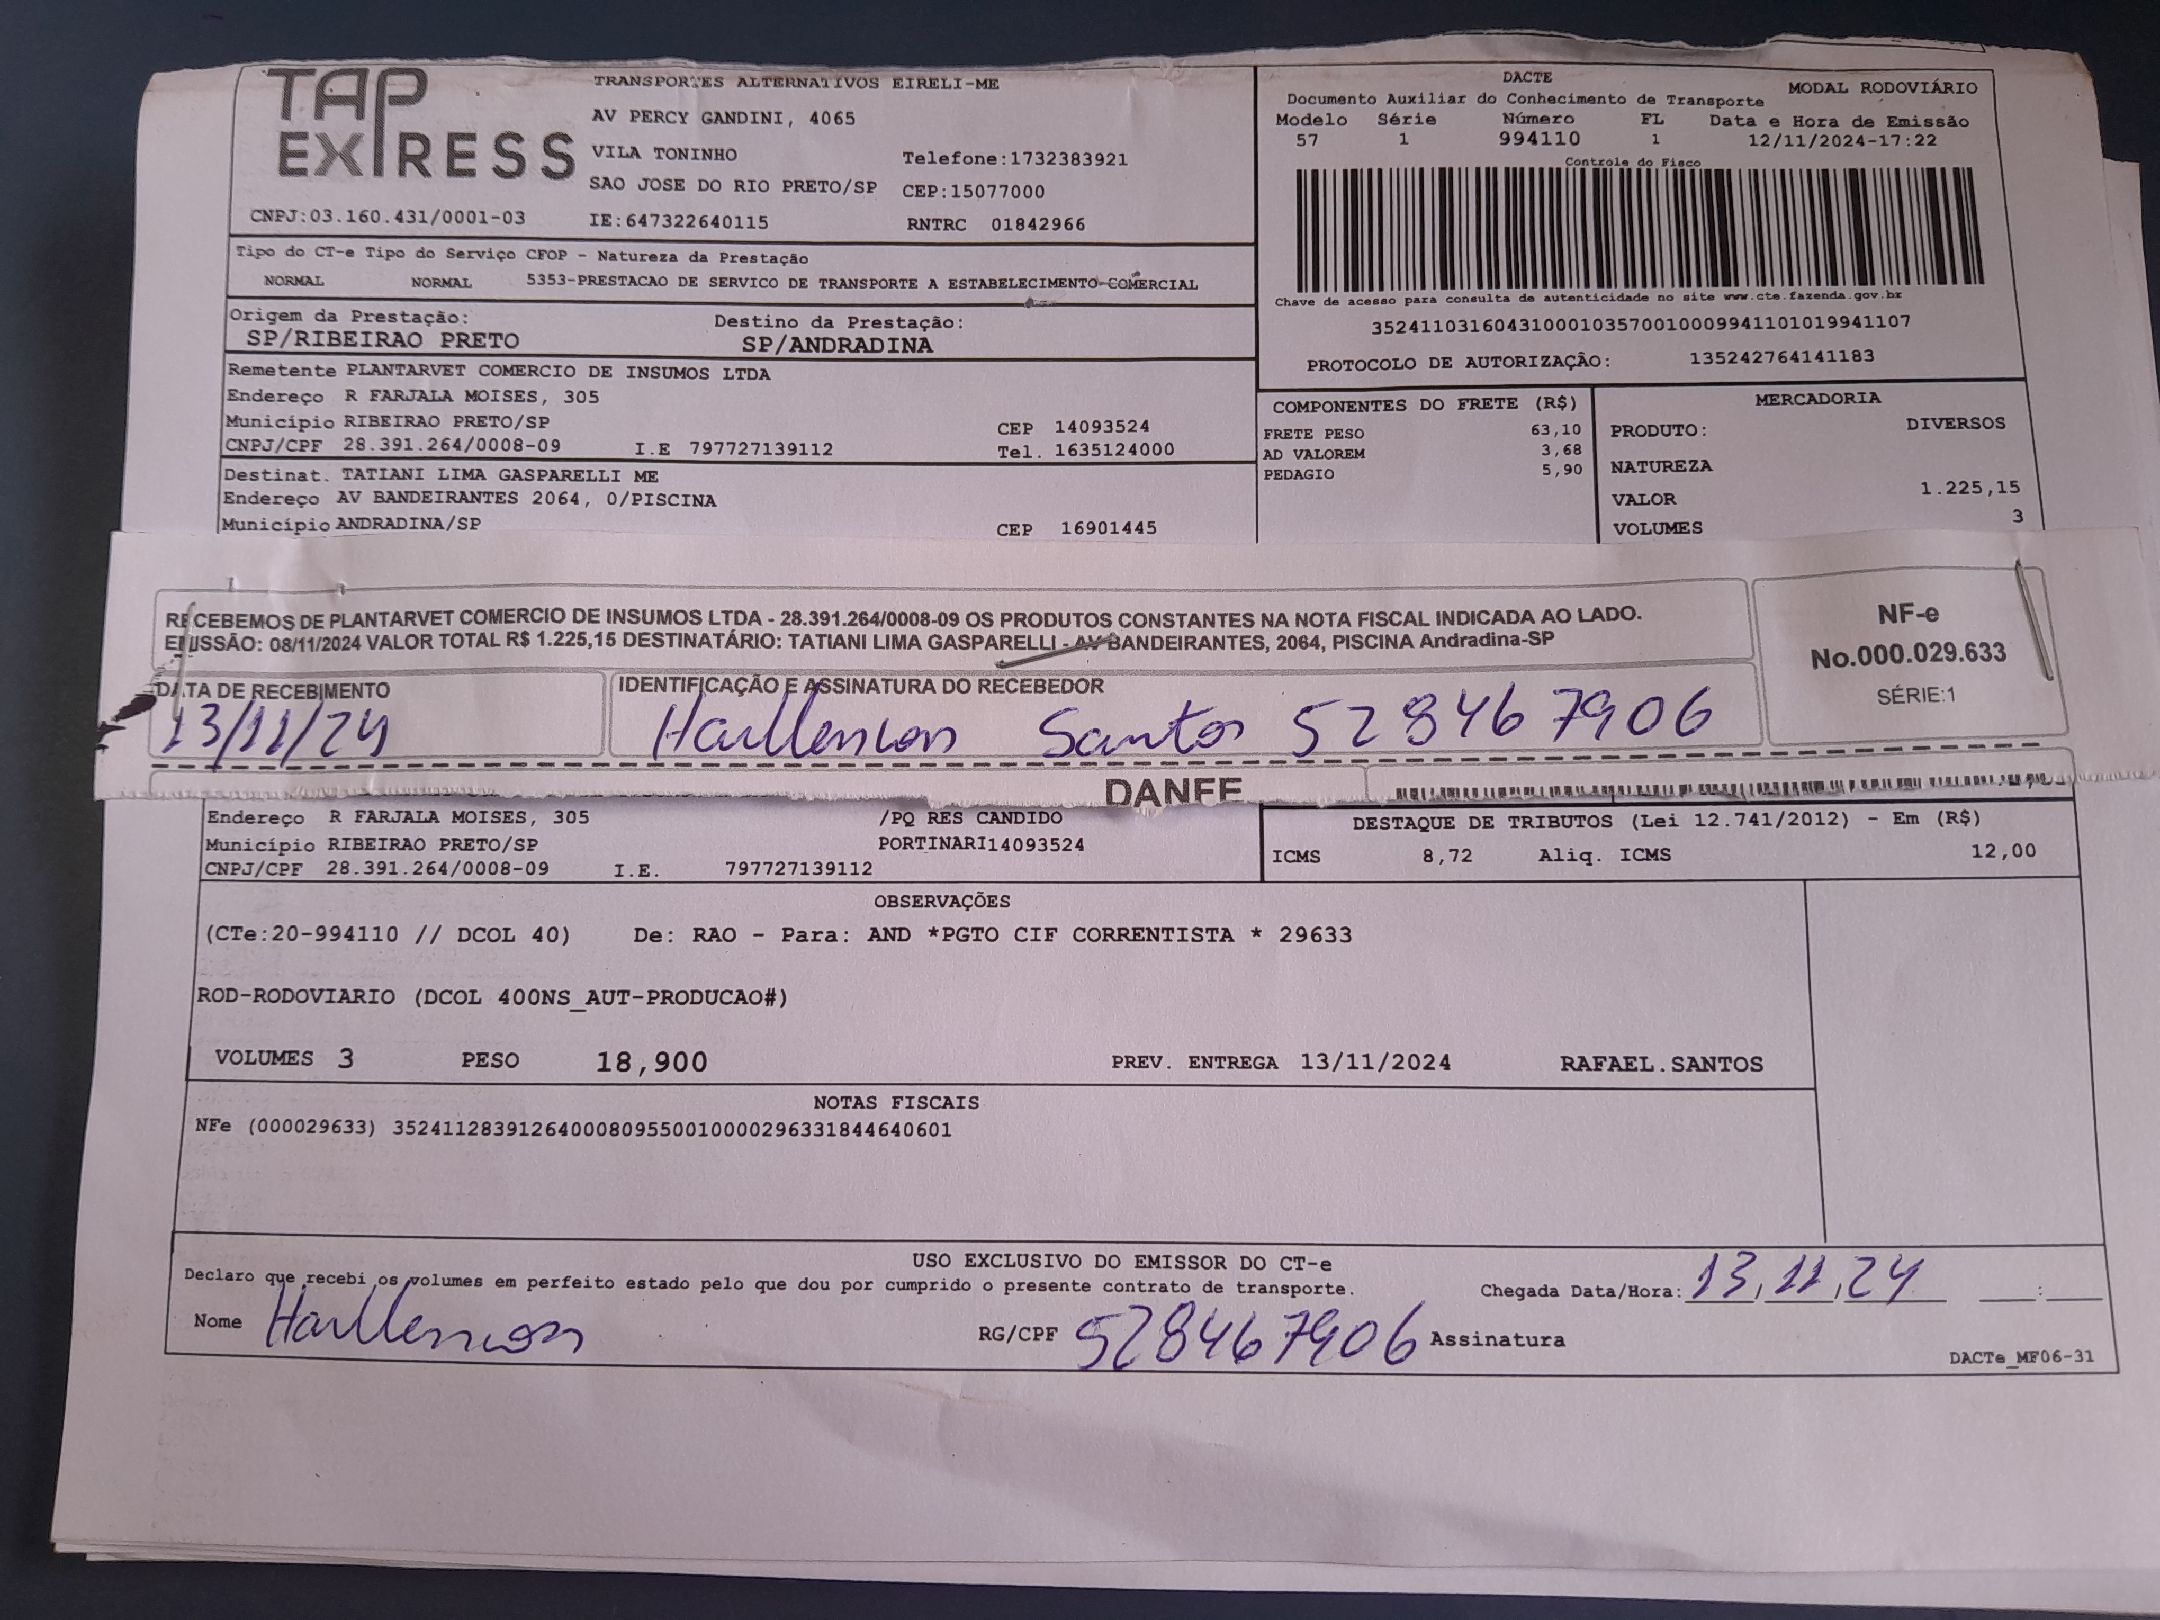 TAP EXPRESS
TRANSPORTES ALTERNATIVOS EIRELI-ME
AV PERCY GANDINI, 4065
VILA TONINHO Telefone:1732383921
SAO JOSE DO RIO PRETO/SP CEP:15077000
CNPJ:03.160.431/0001-03 IE:647322640115 RNTRC 01842966
DACTE MODAL RODOVIÁRIO
Documento Auxiliar do Conhecimento de Transporte
Modelo Série Número FL Data e Hora de Emissão
57 1 994110 1 12/11/2024-17:22
Controle do Fisco
Chave de acesso para consulta de autenticidade no site www.cte.fazenda.gov.br
35241103160431000103570010009941101019941107
PROTOCOLO DE AUTORIZAÇÃO: 135242764141183
Tipo do CT-e Tipo do Serviço CFOP - Natureza da Prestação
NORMAL NORMAL 5353-PRESTACAO DE SERVICO DE TRANSPORTE A ESTABELECIMENTO COMERCIAL
Origem da Prestação: Destino da Prestação:
SP/RIBEIRAO PRETO SP/ANDRADINA
Remetente PLANTARVET COMERCIO DE INSUMOS LTDA
Endereço R FARJALA MOISES, 305
Município RIBEIRAO PRETO/SP CEP 14093524
CNPJ/CPF 28.391.264/0008-09 I.E 797727139112 Tel. 1635124000
Destinat. TATIANI LIMA GASPARELLI ME
Endereço AV BANDEIRANTES 2064, 0/PISCINA
Município ANDRADINA/SP CEP 16901445
COMPONENTES DO FRETE (R$)
FRETE PESO 63,10
AD VALOREM 3,68
PEDAGIO 5,90
MERCADORIA
PRODUTO: DIVERSOS
NATUREZA
VALOR 1.225,15
VOLUMES 3
RECEBEMOS DE PLANTARVET COMERCIO DE INSUMOS LTDA - 28.391.264/0008-09 OS PRODUTOS CONSTANTES NA NOTA FISCAL INDICADA AO LADO.
EMISSÃO: 08/11/2024 VALOR TOTAL R$ 1.225,15 DESTINATÁRIO: TATIANI LIMA GASPARELLI - AV BANDEIRANTES, 2064, PISCINA Andradina-SP
NF-e
No.000.029.633
SÉRIE:1
DATA DE RECEBIMENTO IDENTIFICAÇÃO E ASSINATURA DO RECEBEDOR
13/11/24 Santos 528467906
DANFE
Endereço R FARJALA MOISES, 305 /PQ RES CANDIDO
Município RIBEIRAO PRETO/SP PORTINARI14093524
CNPJ/CPF 28.391.264/0008-09 I.E. 797727139112
DESTAQUE DE TRIBUTOS (Lei 12.741/2012) - Em (R$)
ICMS 8,72 Aliq. ICMS 12,00
OBSERVAÇÕES
(CTe:20-994110 // DCOL 40) De: RAO - Para: AND *PGTO CIF CORRENTISTA * 29633
ROD-RODOVIARIO (DCOL 400NS_AUT-PRODUCAO#)
VOLUMES 3 PESO 18,900 PREV. ENTREGA 13/11/2024 RAFAEL.SANTOS
NOTAS FISCAIS
NFe (000029633) 35241128391264000809550010000296331844640601
USO EXCLUSIVO DO EMISSOR DO CT-e
Declaro que recebi os volumes em perfeito estado pelo que dou por cumprido o presente contrato de transporte. Chegada Data/Hora: 13,11,24 :
Nome RG/CPF 528467906 Assinatura
DACTe_MF06-31